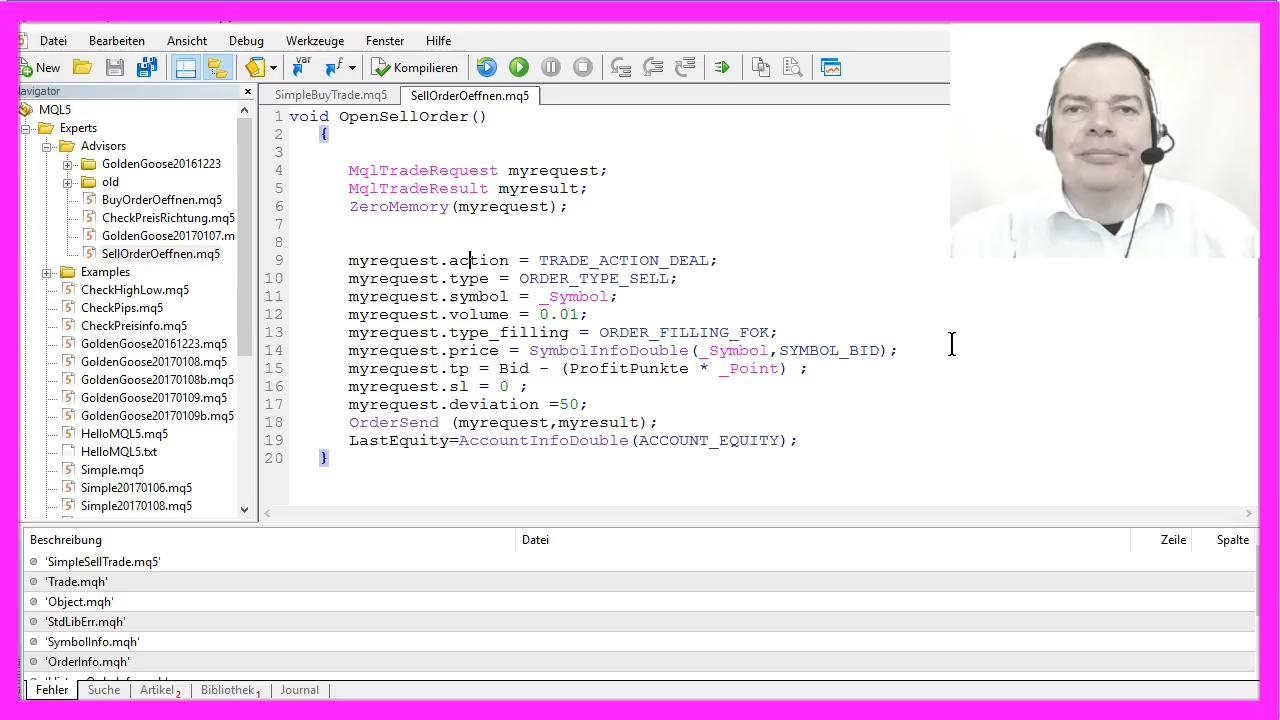 Datei Bearbeiten Ansicht Debug Werkzeuge Fenster Hilfe
New var f Kompilieren
Navigator
MQL5
Experts
Advisors
GoldenGoose20161223
old
BuyOrderOeffnen.mq5
CheckPreisRichtung.mq5
GoldenGoose20170107.m
SellOrderOeffnen.mq5
Examples
CheckHighLow.mq5
CheckPips.mq5
CheckPreisinfo.mq5
GoldenGoose20161223.mq5
GoldenGoose20170108.mq5
GoldenGoose20170108b.mq5
GoldenGoose20170109.mq5
GoldenGoose20170109b.mq5
HelloMQL5.mq5
HelloMQL5.txt
Simple.mq5
Simple20170106.mq5
Simple20170108.mq5
SimpleBuyTrade.mq5 SellOrderOeffnen.mq5
1 void OpenSellOrder()
2 {
3
4 MqlTradeRequest myrequest;
5 MqlTradeResult myresult;
6 ZeroMemory(myrequest);
7
8
9 myrequest.action = TRADE_ACTION_DEAL;
10 myrequest.type = ORDER_TYPE_SELL;
11 myrequest.symbol = _Symbol;
12 myrequest.volume = 0.01;
13 myrequest.type_filling = ORDER_FILLING_FOK;
14 myrequest.price = SymbolInfoDouble(_Symbol,SYMBOL_BID);
15 myrequest.tp = Bid - (ProfitPunkte * _Point) ;
16 myrequest.sl = 0 ;
17 myrequest.deviation =50;
18 OrderSend (myrequest,myresult);
19 LastEquity=AccountInfoDouble(ACCOUNT_EQUITY);
20 }
Beschreibung Datei Zeile Spalte
'SimpleSellTrade.mq5'
'Trade.mqh'
'Object.mqh'
'StdLibErr.mqh'
'SymbolInfo.mqh'
'OrderInfo.mqh'
Fehler Suche Artikel 2 Bibliothek 1 Journal